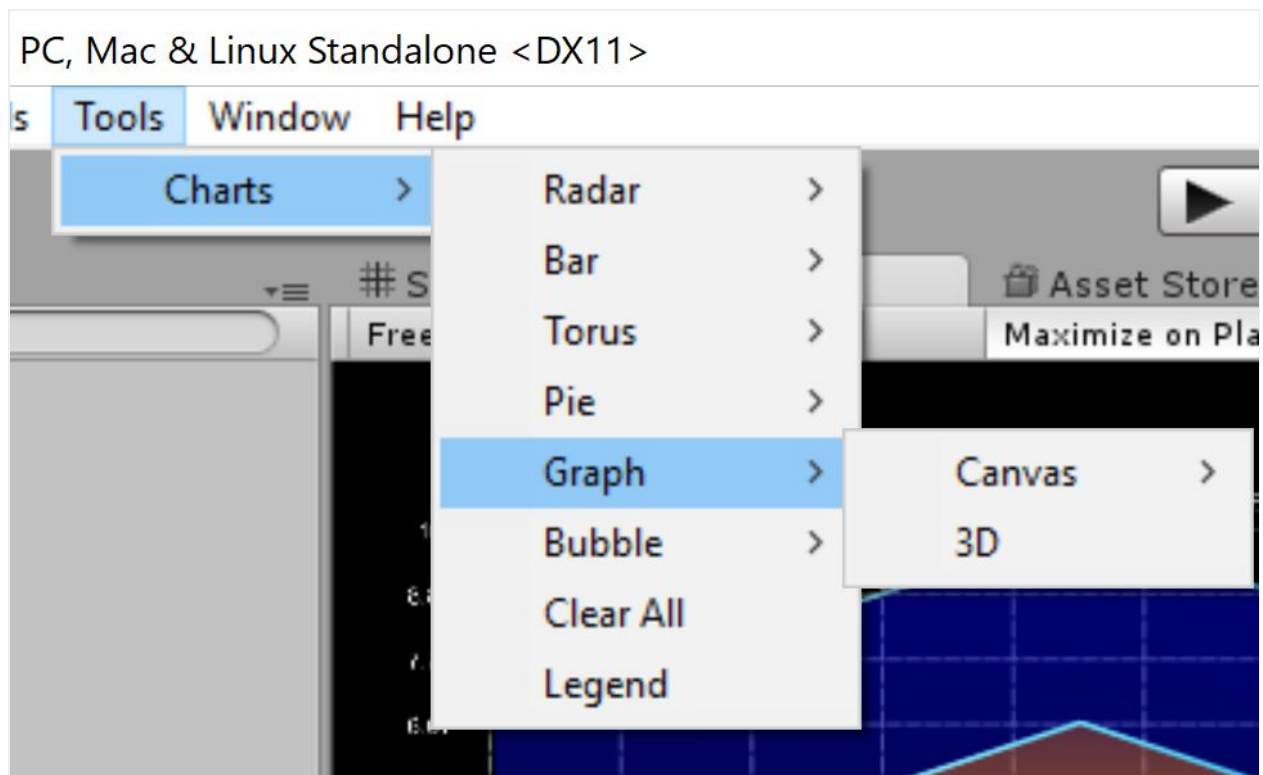 PC, Mac & Linux Standalone <DX11>
Tools Window Help
Charts
Radar
Bar
Asset Store
Free
Torus
Maximize on Pla
Pie
Graph
Canvas
Bubble
3D
Clear All
Legend